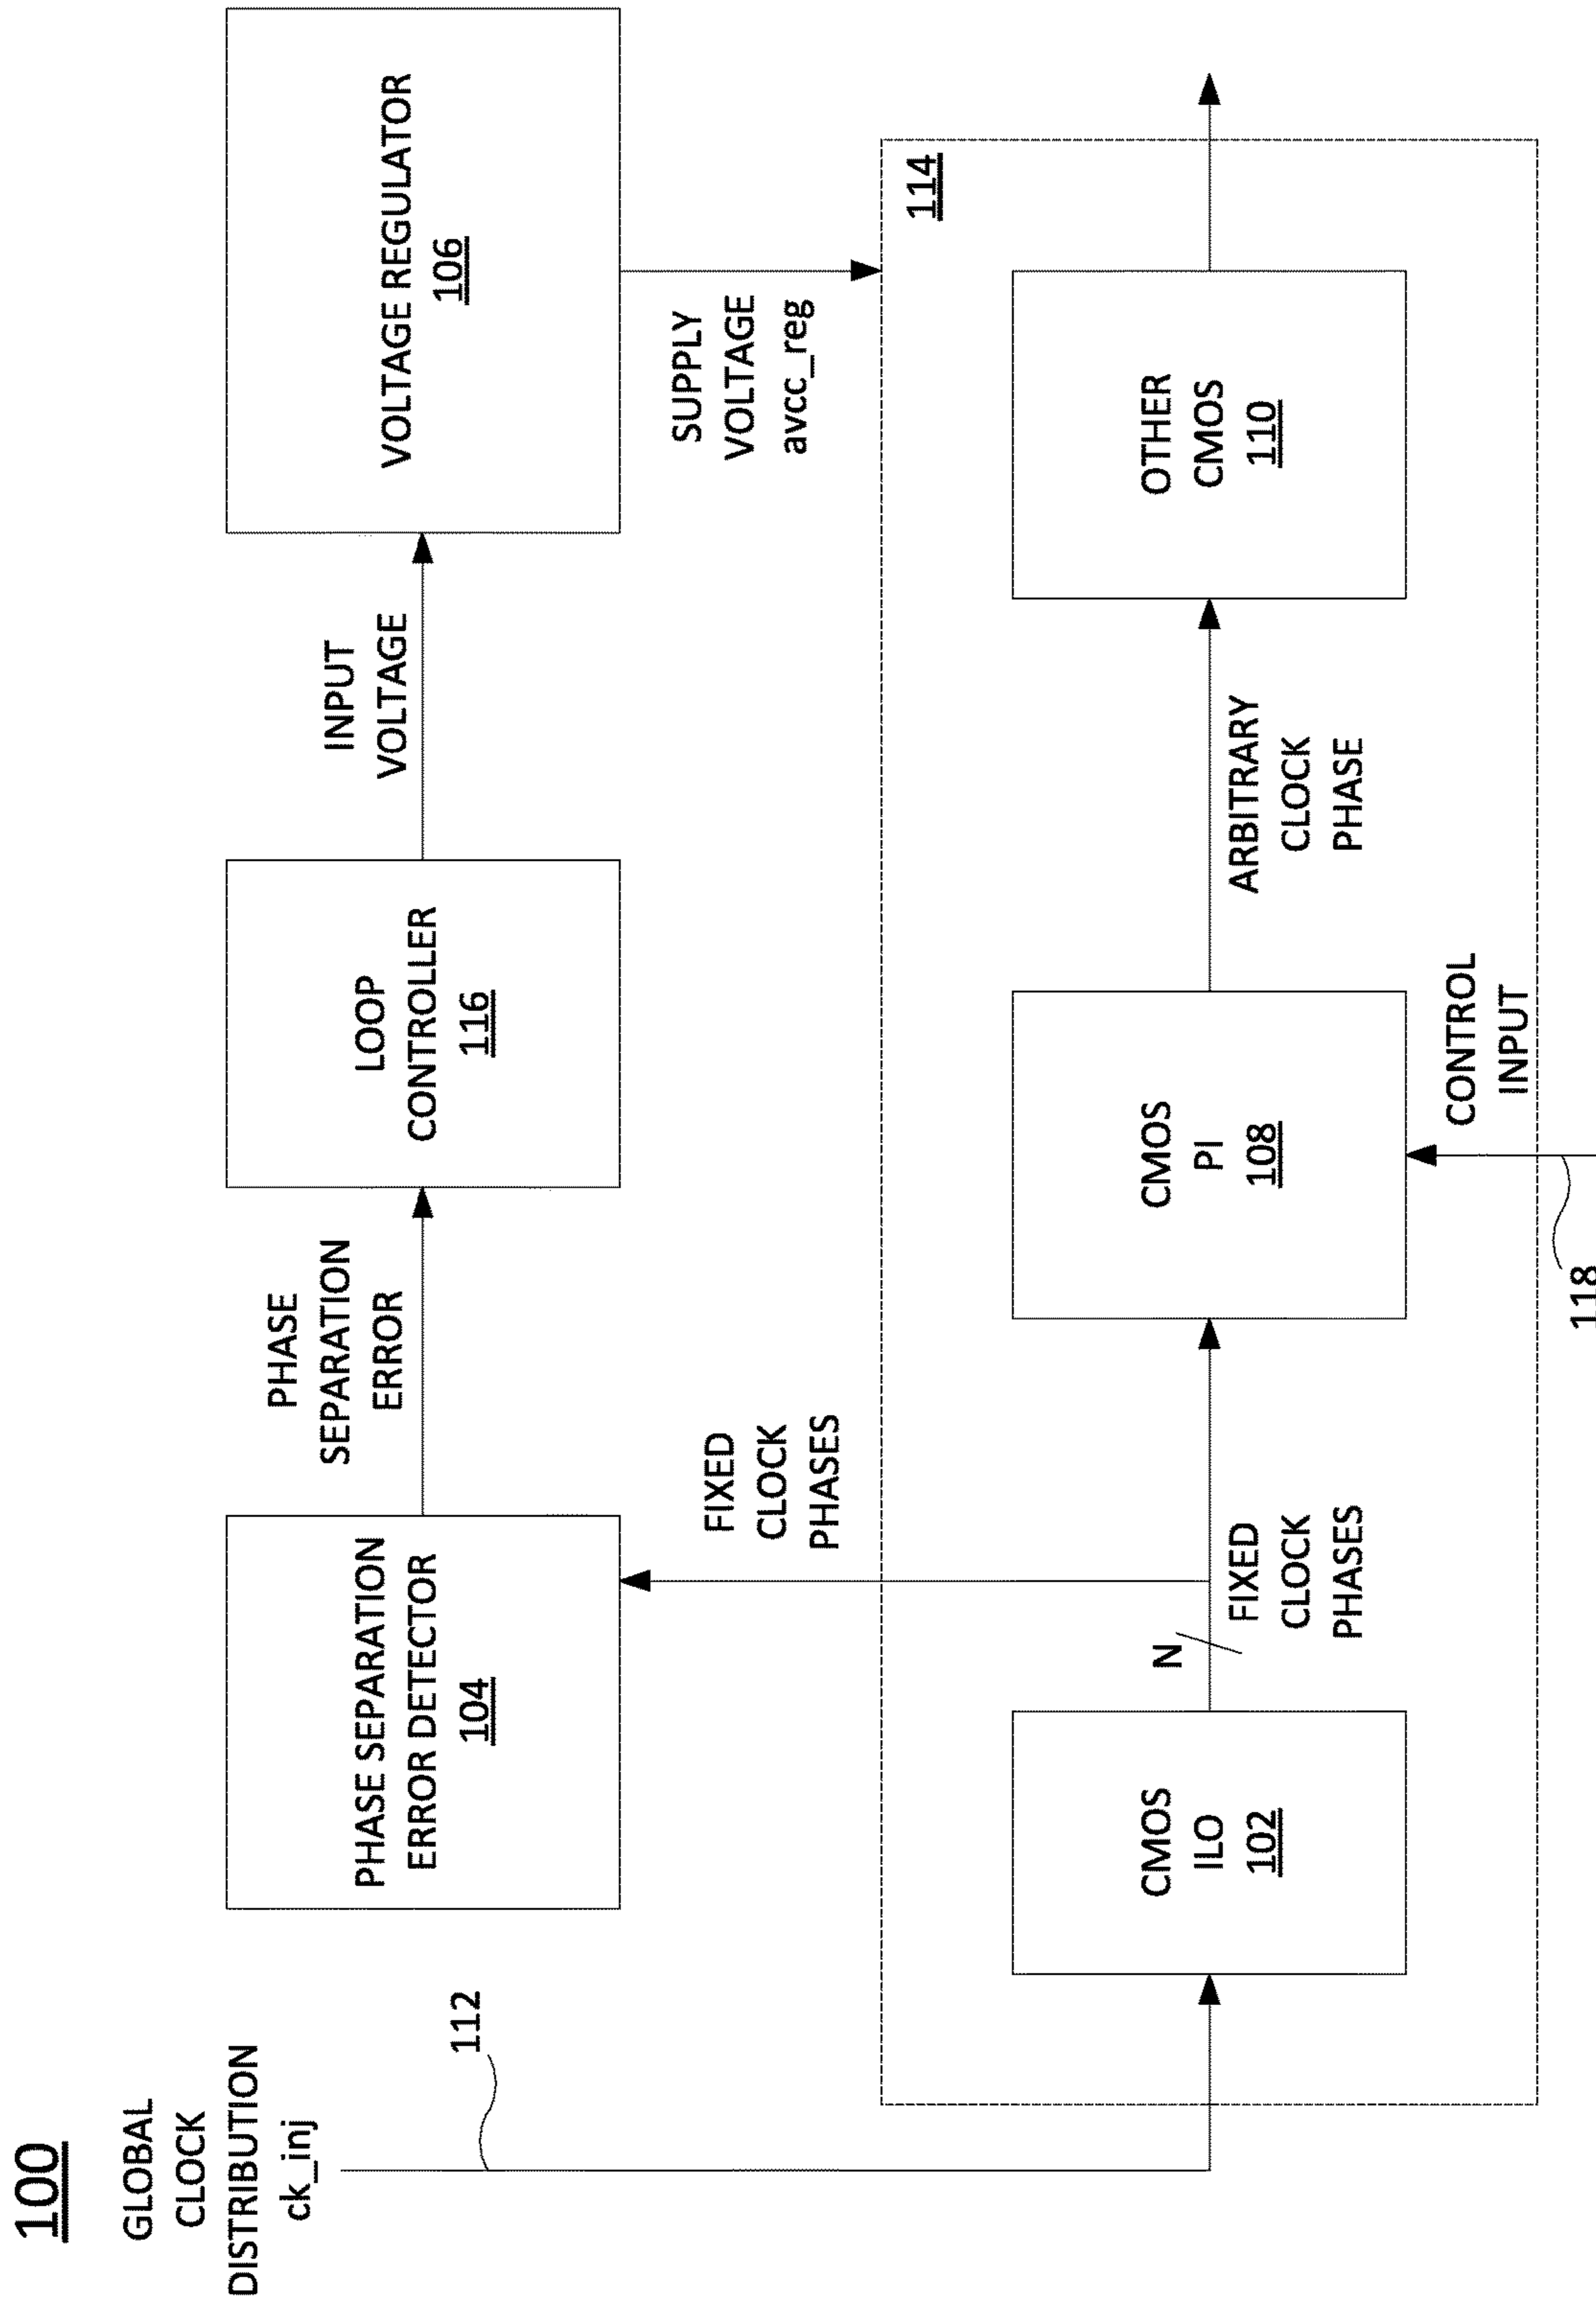 100
GLOBAL
CLOCK
DISTRIBUTION
ck_inj
112
PHASE SEPARATION
ERROR DETECTOR
104
PHASE
SEPARATION
ERROR
LOOP
CONTROLLER
116
INPUT
VOLTAGE
VOLTAGE REGULATOR
106
SUPPLY
VOLTAGE
avcc_reg
FIXED
CLOCK
PHASES
114
CMOS
ILO
102
N
FIXED
CLOCK
PHASES
CMOS
PI
108
ARBITRARY
CLOCK
PHASE
OTHER
CMOS
110
CONTROL
INPUT
118